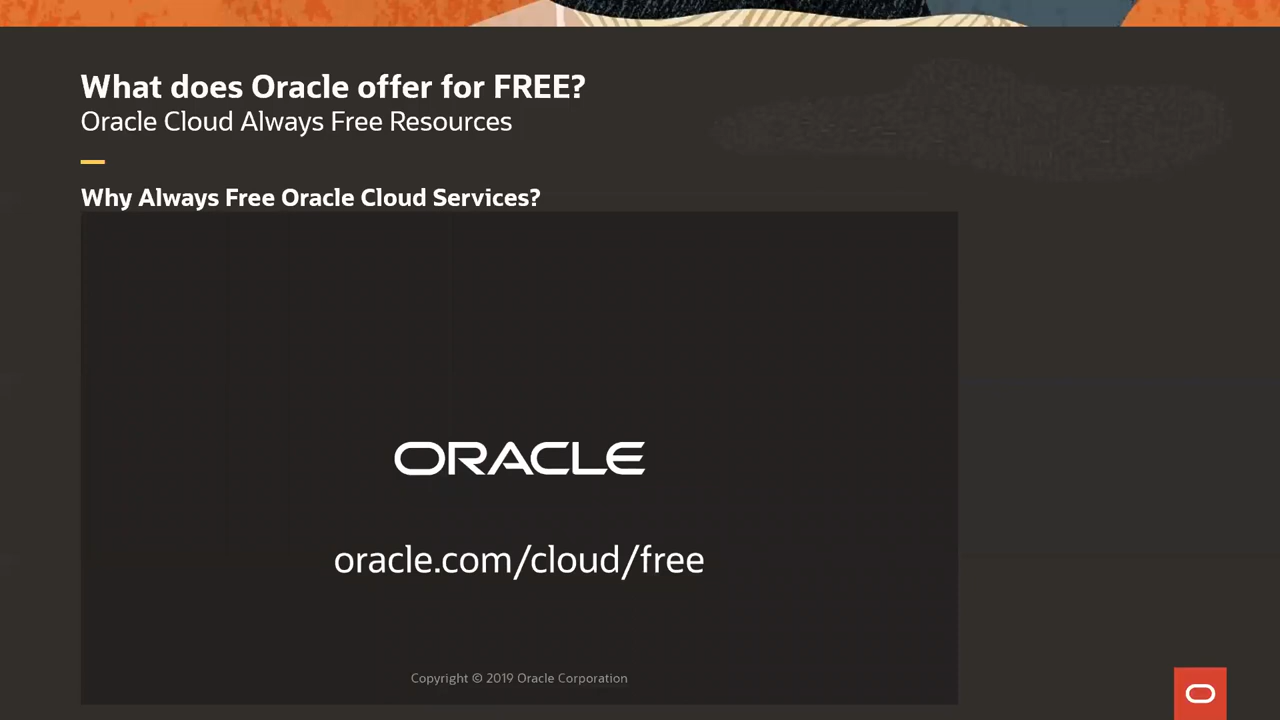 What does Oracle offer for FREE?
Oracle Cloud Always Free Resources
Why Always Free Oracle Cloud Services?
ORACLE
oracle.com/cloud/free
Copyright © 2019 Oracle Corporation